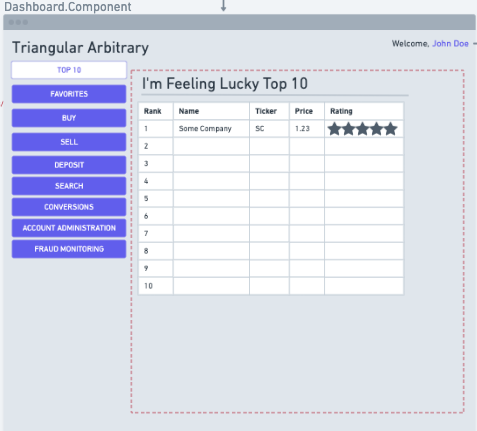 Dashboard.Component
Triangular Arbitrary
Welcome, John Doe
TOP 10
FAVORITES
BUY
SELL
DEPOSIT
SEARCH
CONVERSIONS
ACCOUNT ADMINISTRATION
FRAUD MONITORING
I'm Feeling Lucky Top 10
Rank Name Ticker Price Rating
1 Some Company SC 1.23
2
3
4
5
6
7
8
9
10